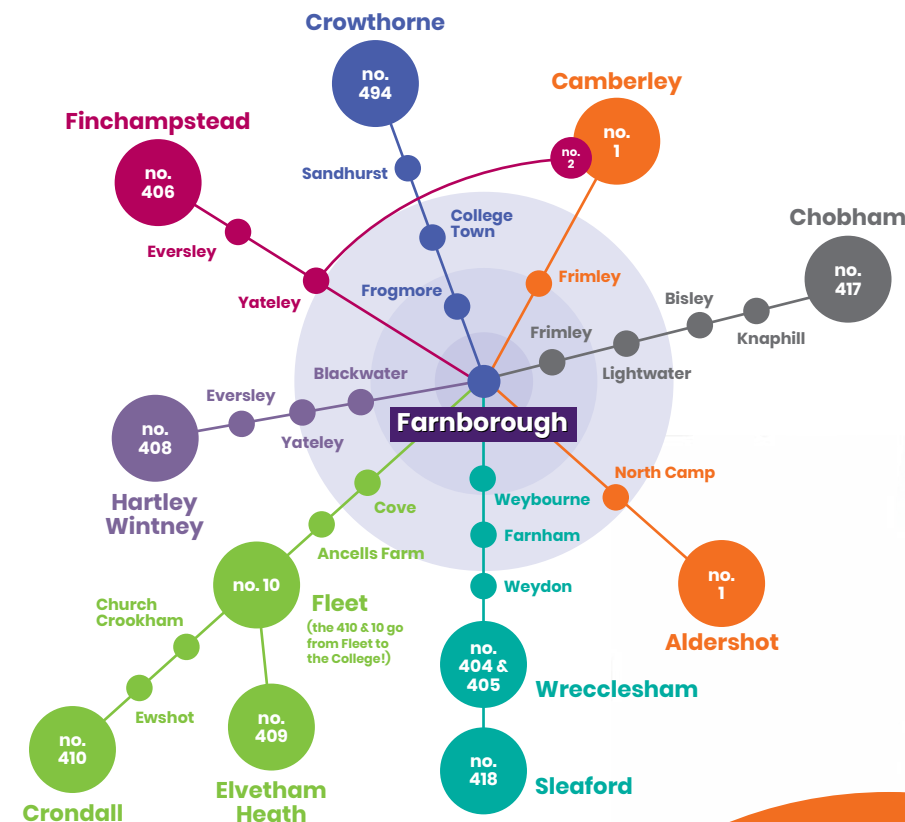 Crowthorne
no.
494
Camberley
no.
1
no.
2
Finchampstead
no.
406
Sandhurst
College
Town
Chobham
no.
417
Eversley
Yateley
Frogmore
Frimley
Bisley
Knaphill
Frimley
Lightwater
Blackwater
Eversley
Yateley
no.
408
Hartley
Wintney
Farnborough
North Camp
Weybourne
Cove
Farnham
Ancells Farm
Weydon
no. 10
Fleet
(the 410 & 10 go
from Fleet to
the College!)
no.
1
Aldershot
Church
Crookham
no.
404 &
405
Wrecclesham
Ewshot
no.
409
Elvetham
Heath
no.
410
Crondall
no.
418
Sleaford